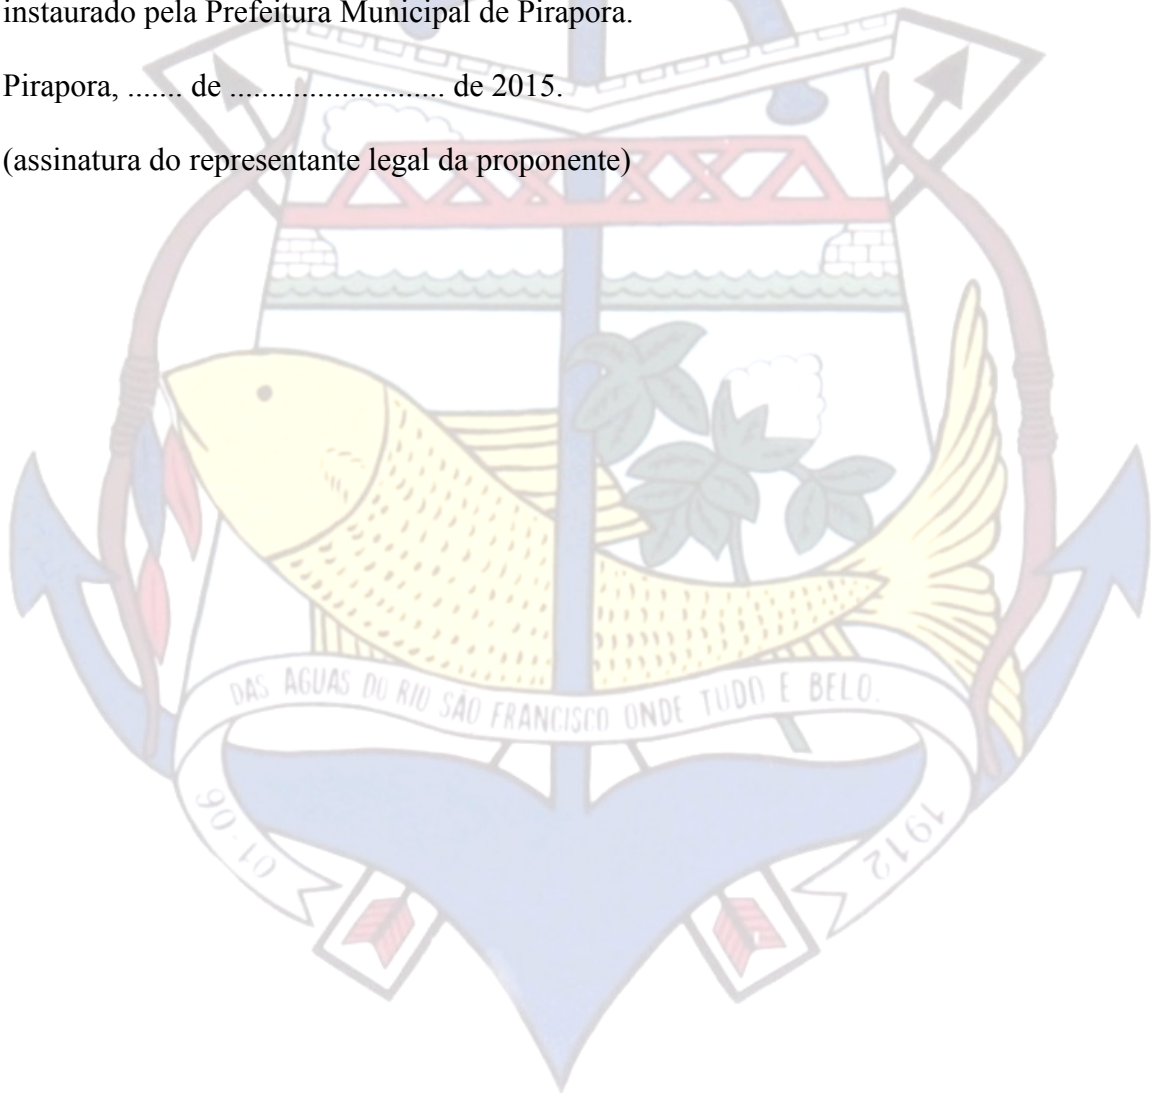 instaurado pela Prefeitura Municipal de Pirapora.
Pirapora, ....... de ........................... de 2015.
(assinatura do representante legal da proponente)
DAS AGUAS DO RIO SÃO FRANCISCO ONDE TUDO E BELO.
01-06
1912